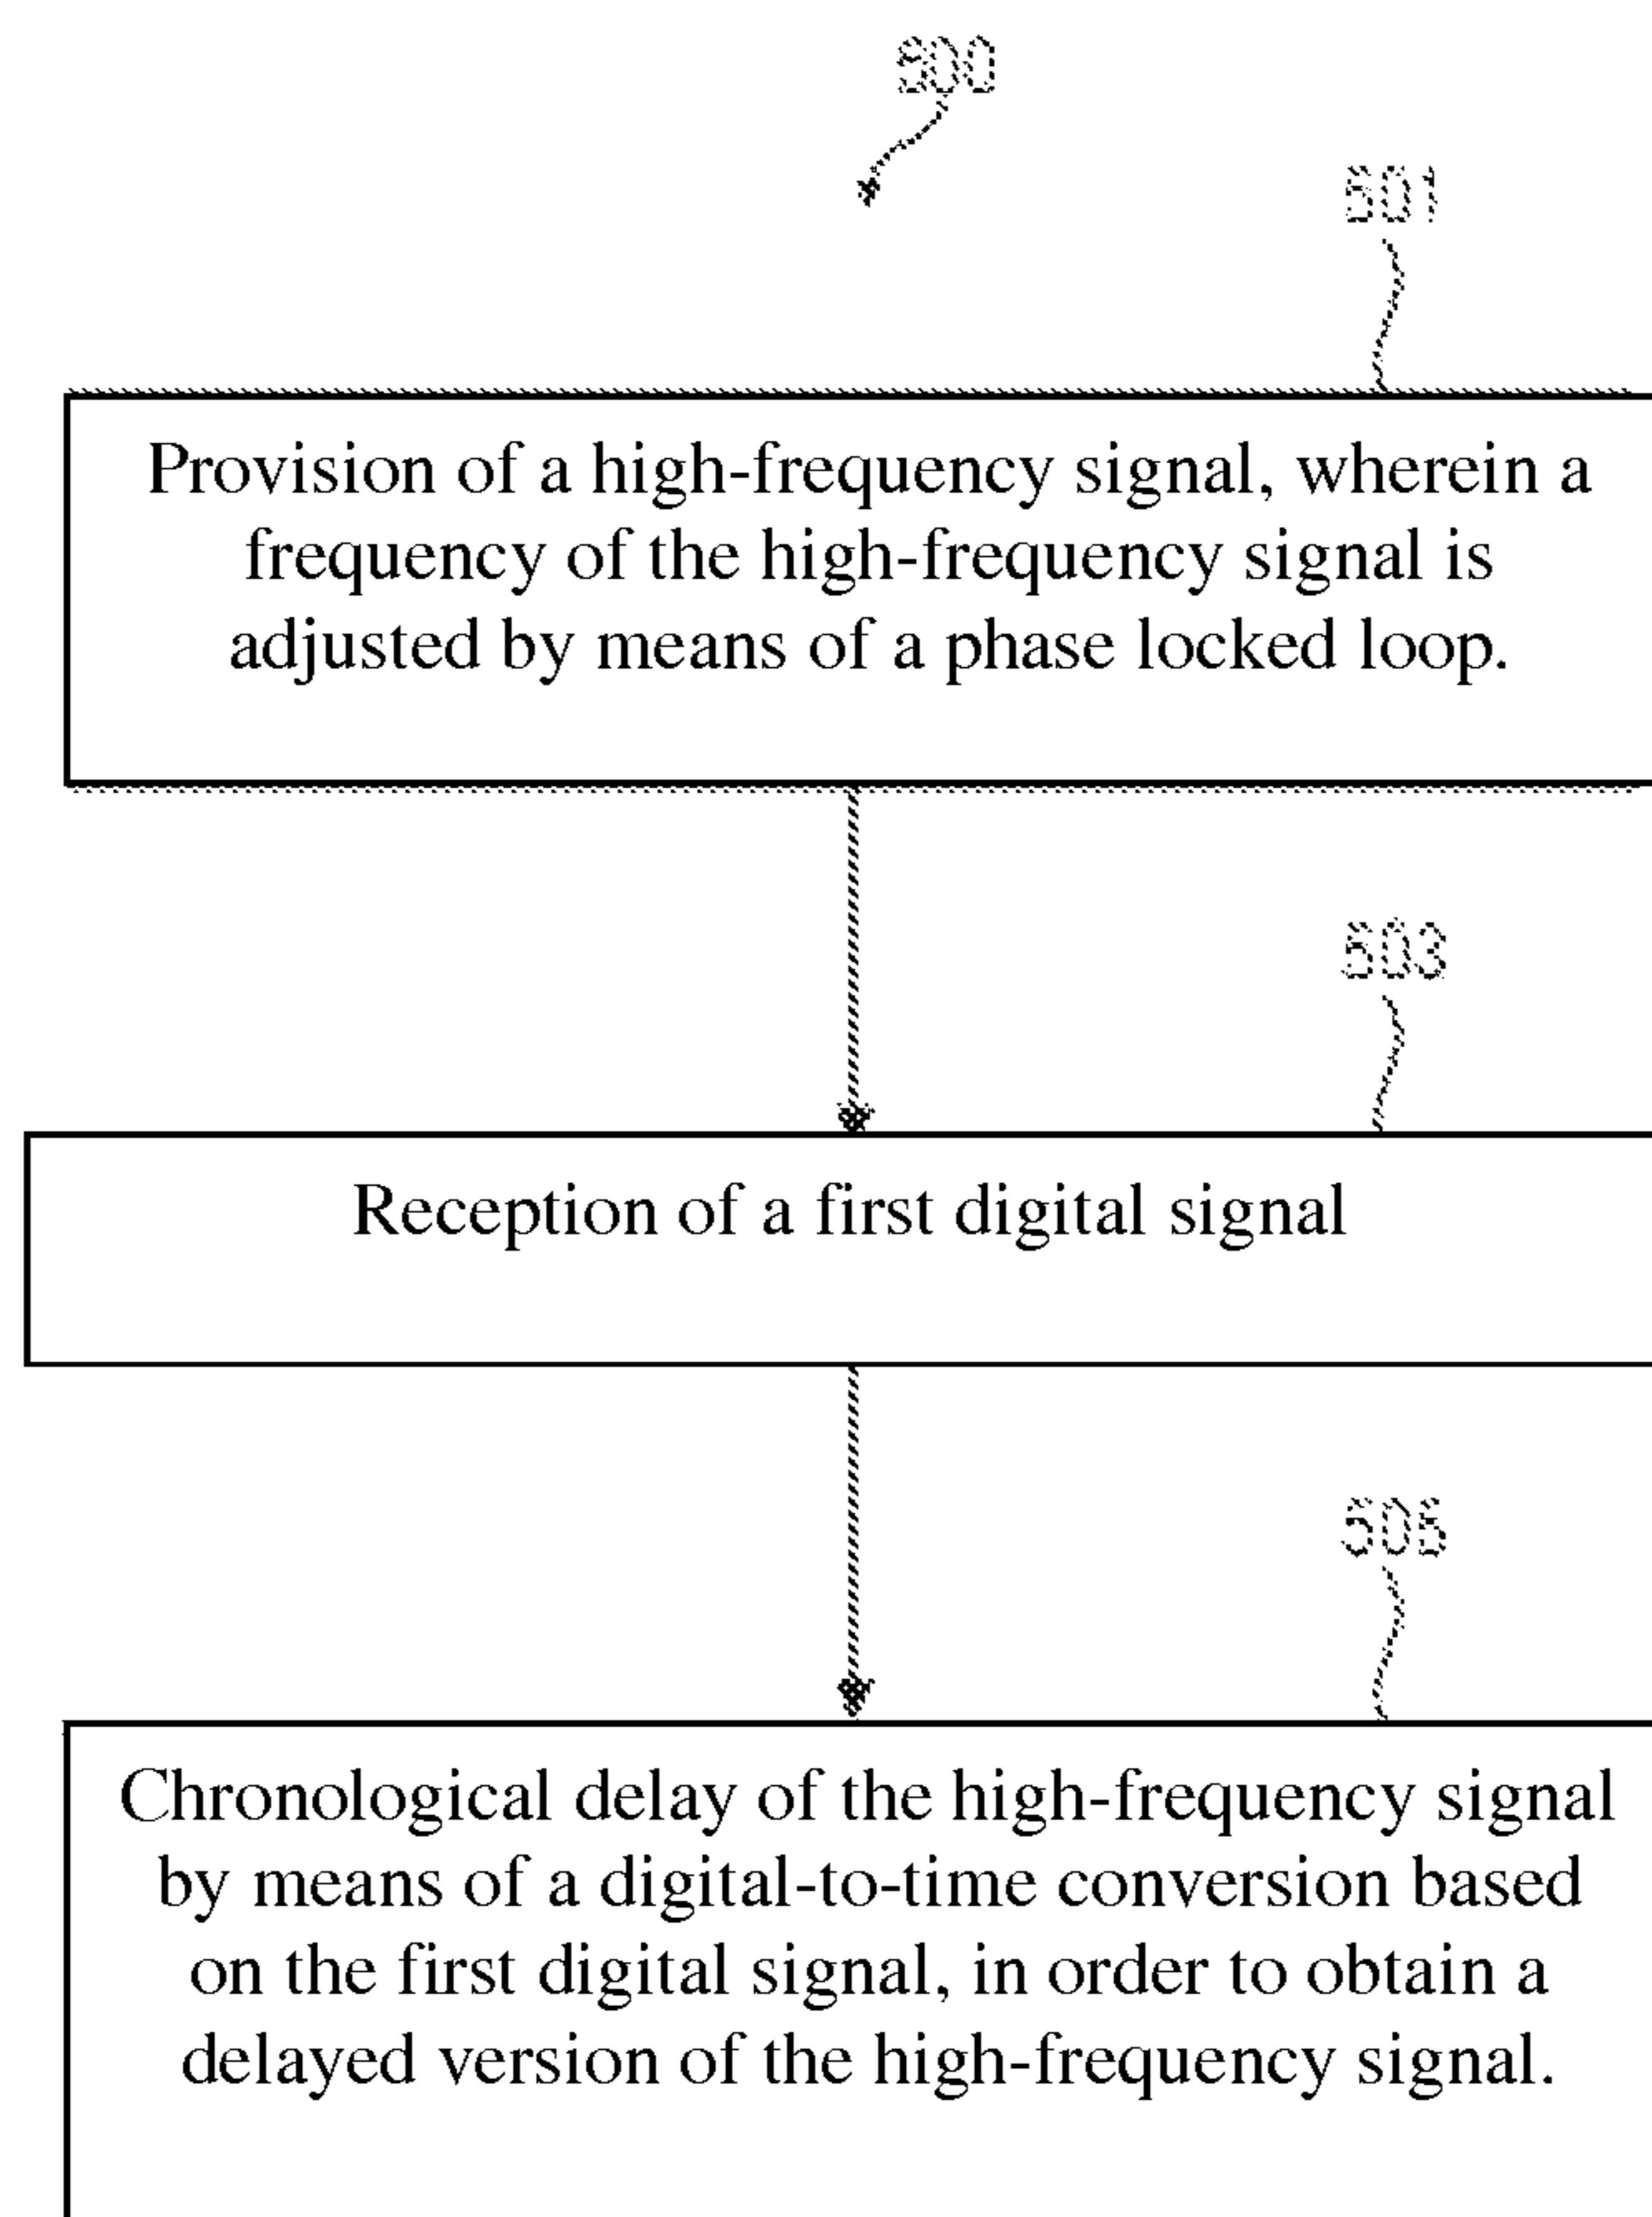 500
501
Provision of a high-frequency signal, wherein a
frequency of the high-frequency signal is
adjusted by means of a phase locked loop.
503
Reception of a first digital signal
505
Chronological delay of the high-frequency signal
by means of a digital-to-time conversion based
on the first digital signal, in order to obtain a
delayed version of the high-frequency signal.